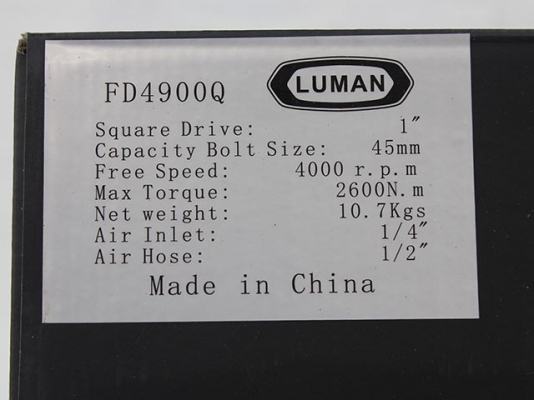 FD4900Q
LUMAN
Square Drive: 1″
Capacity Bolt Size: 45mm
Free Speed: 4000 r.p.m
Max Torque: 2600N.m
Net weight: 10.7Kgs
Air Inlet: 1/4″
Air Hose: 1/2″
Made in China